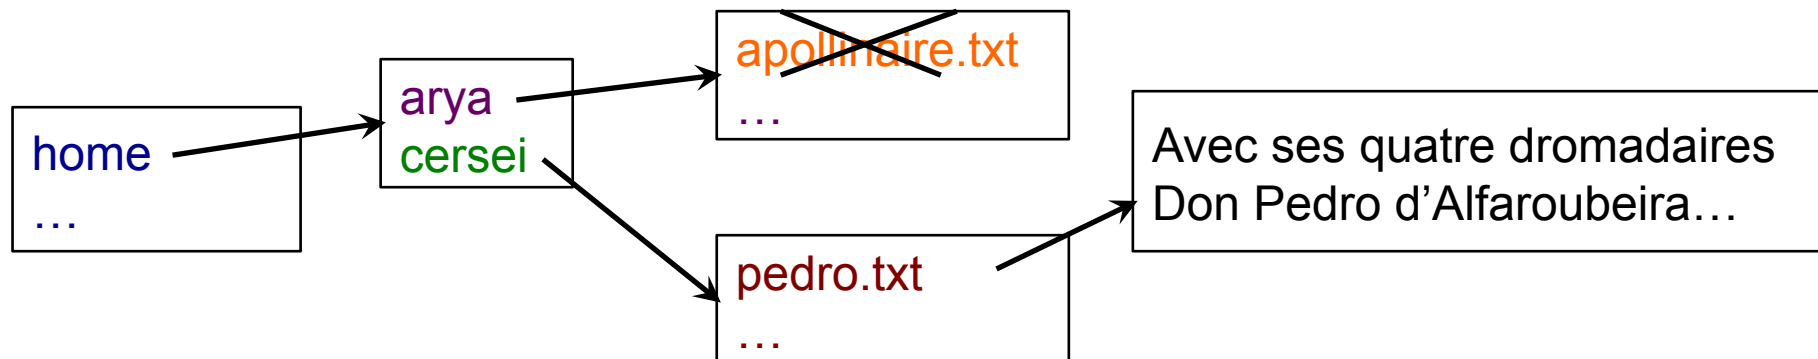 home
…
arya
cersei
apollinaire.txt
…
pedro.txt
…
Avec ses quatre dromadaires
Don Pedro d’Alfaroubeira…